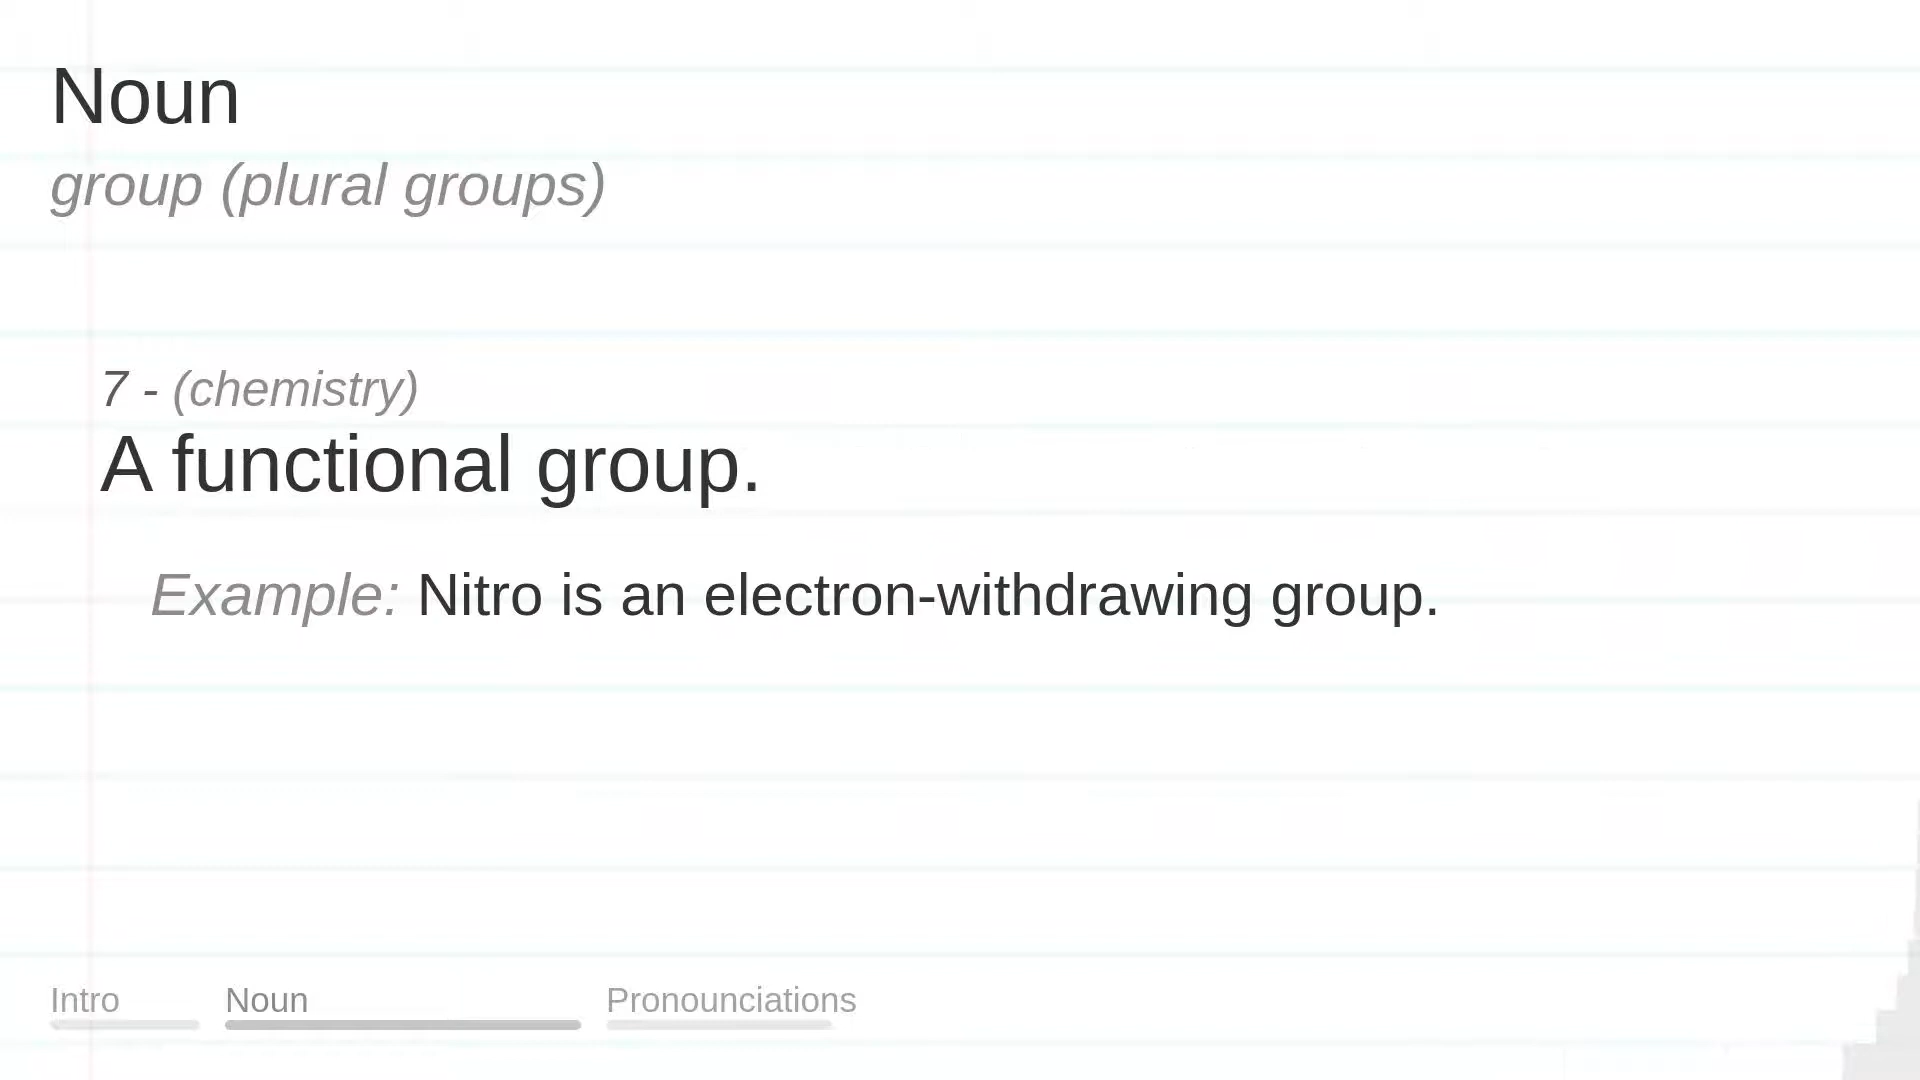 Noun
group (plural groups)
7 - (chemistry)
A functional group.
Example: Nitro is an electron-withdrawing group.
Intro
Noun
Pronounciations